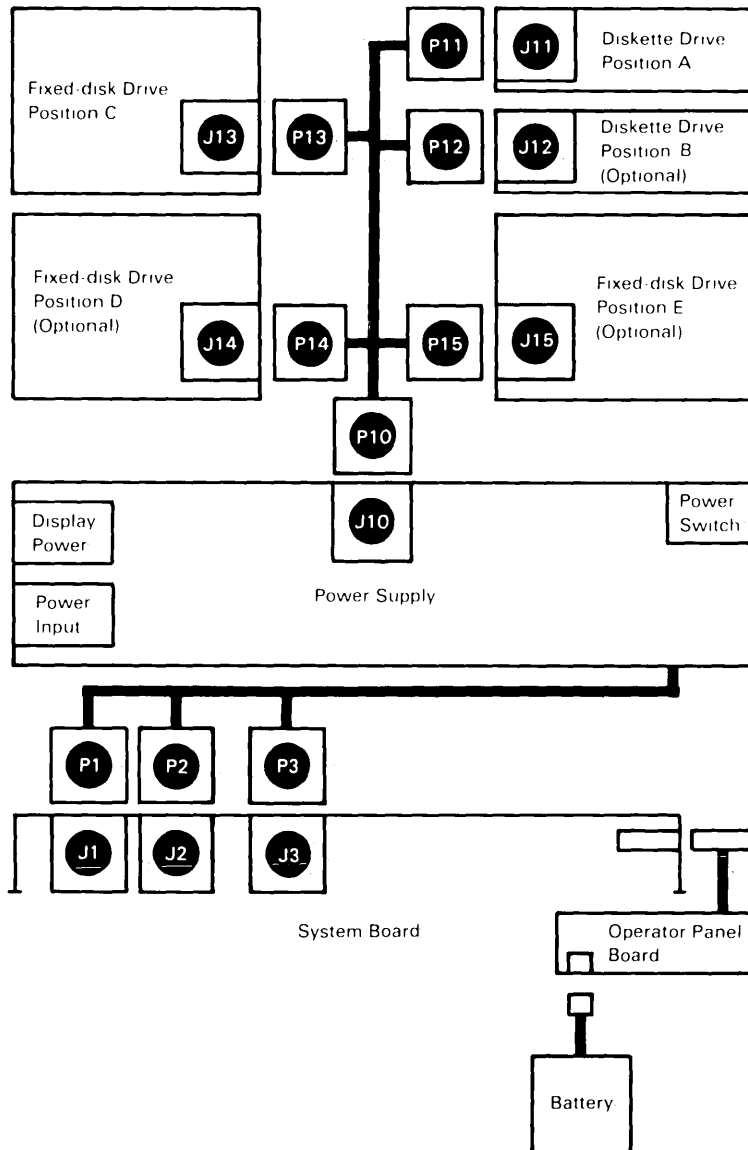 P11
J11
Diskette Drive
Position A
Fixed-disk Drive
Position C
J13
P13
P12
J12
Diskette Drive
Position B
(Optional)
Fixed-disk Drive
Position D
(Optional)
J14
P14
P15
J15
Fixed-disk Drive
Position E
(Optional)
P10
J10
Display
Power
Power
Switch
Power
Input
Power Supply
P1
P2
P3
J1
J2
J3
System Board
Operator Panel
Board
Battery